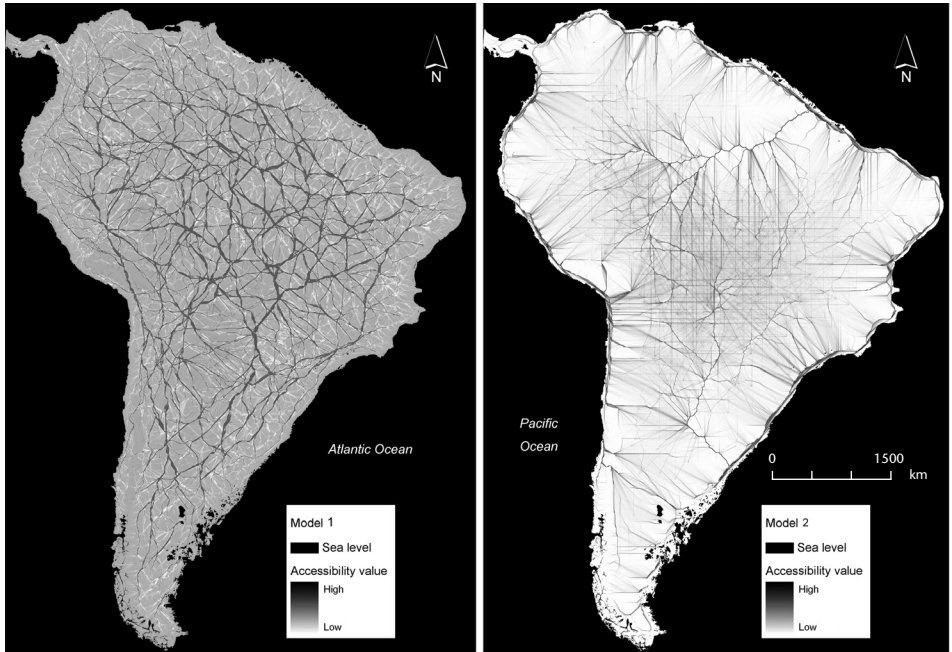 N
Atlantic Ocean
Model 1
Sea level
Accessibility value
High
Low
N
Pacific
Ocean
0 1500
km
Model 2
Sea level
Accessibility value
High
Low